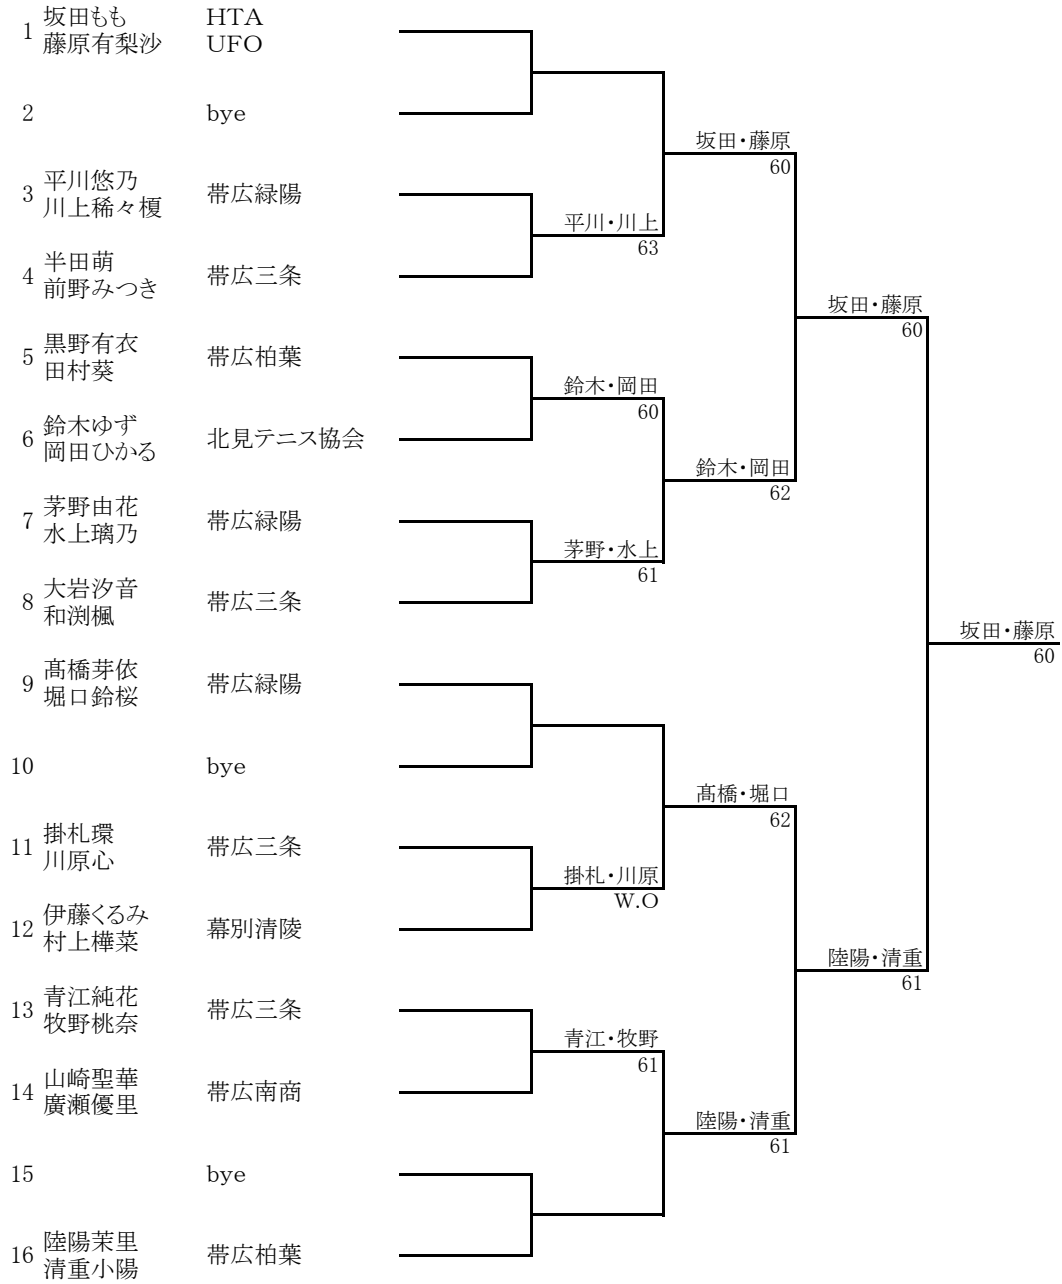 1 坂田もも HTA
藤原有梨沙 UFO
2 bye
坂田・藤原
60
3 平川悠乃 帯広緑陽
川上稀々榎
平川・川上
63
4 半田萌 帯広三条
前野みつき
坂田・藤原
60
5 黒野有衣 帯広柏葉
田村葵
鈴木・岡田
60
6 鈴木ゆず 北見テニス協会
岡田ひかる
鈴木・岡田
62
7 茅野由花 帯広緑陽
水上璃乃
茅野・水上
61
8 大岩汐音 帯広三条
和渕楓
坂田・藤原
60
9 髙橋芽依 帯広緑陽
堀口鈴桜
10 bye
髙橋・堀口
62
11 掛札環 帯広三条
川原心
掛札・川原
W.O
12 伊藤くるみ 幕別清陵
村上樺菜
陸陽・清重
61
13 青江純花 帯広三条
牧野桃奈
青江・牧野
61
14 山崎聖華 帯広南商
廣瀬優里
陸陽・清重
61
15 bye
16 陸陽茉里 帯広柏葉
清重小陽